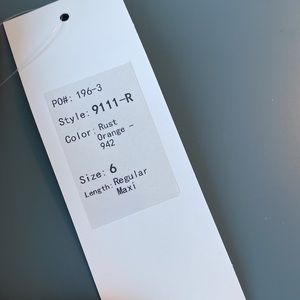 PO#: 196-3
Style: 9111-R
Color: Rust
Orange -
942
Size: 6
Length: Regular
Maxi